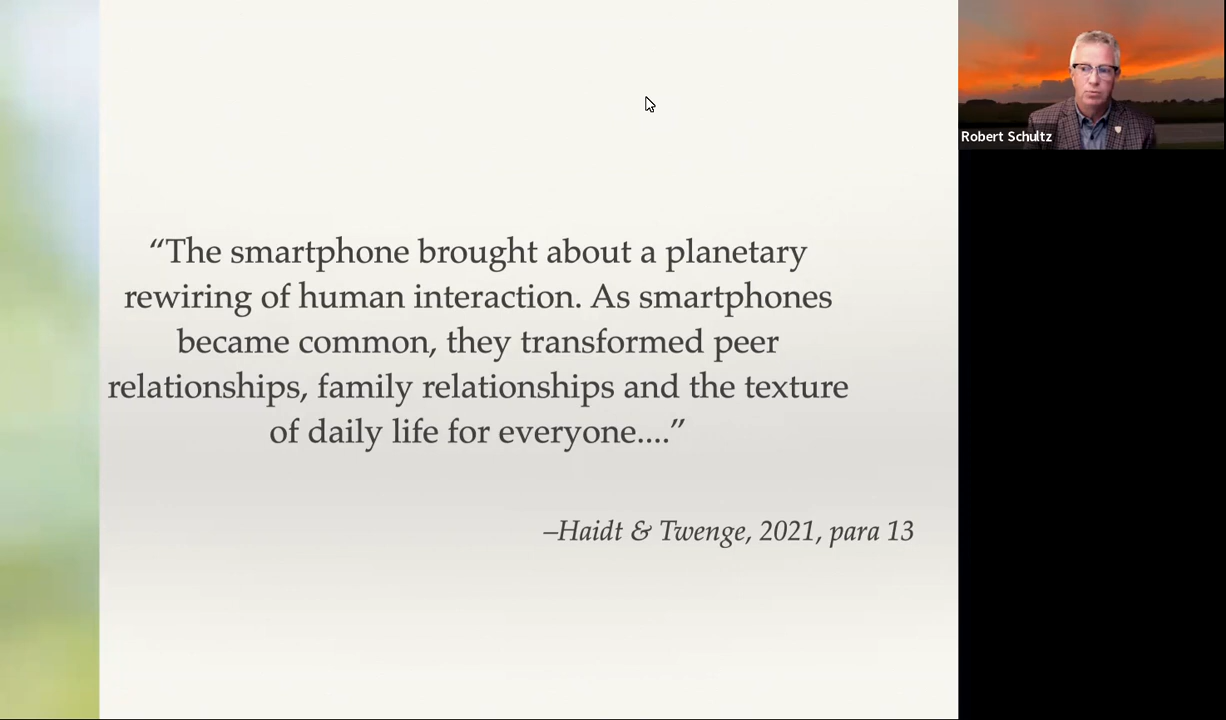 “The smartphone brought about a planetary
rewiring of human interaction. As smartphones
became common, they transformed peer
relationships, family relationships and the texture
of daily life for everyone....”
–Haidt & Twenge, 2021, para 13
Robert Schultz